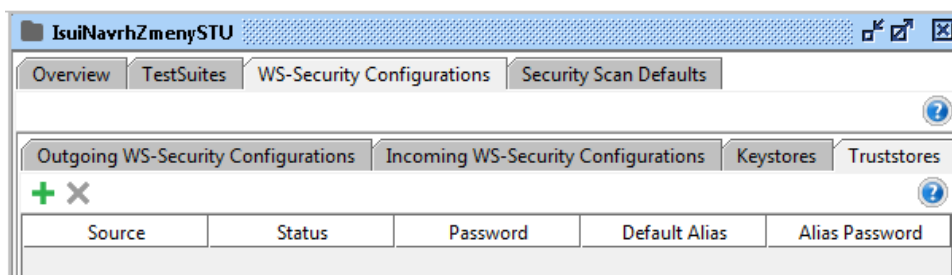 IsuiNavrhZmenySTU
Overview TestSuites WS-Security Configurations Security Scan Defaults
Outgoing WS-Security Configurations Incoming WS-Security Configurations Keystores Truststores
Source Status Password Default Alias Alias Password